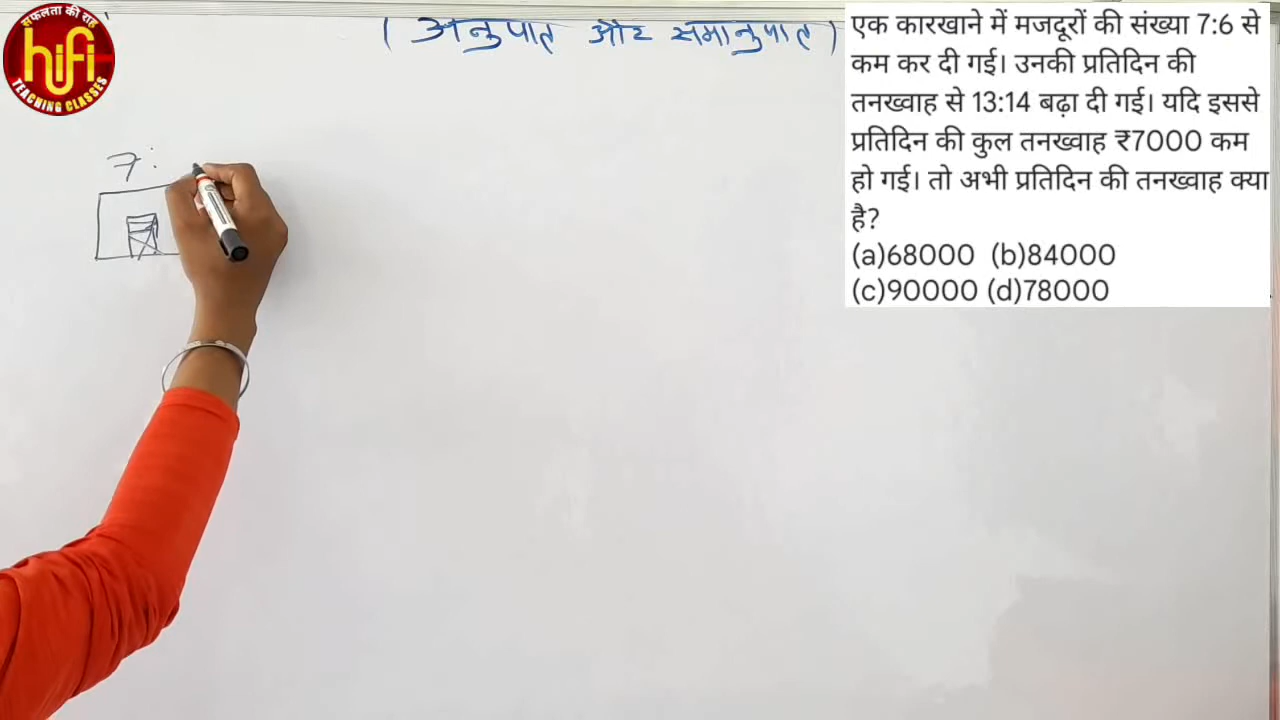 सफलता की राह
hifi
TEACHING CLASSES
( अनुपात और समानुपात )
एक कारखाने में मजदूरों की संख्या 7:6 से
कम कर दी गई। उनकी प्रतिदिन की
तनख्वाह से 13:14 बढ़ा दी गई। यदि इससे
प्रतिदिन की कुल तनख्वाह ₹7000 कम
हो गई। तो अभी प्रतिदिन की तनख्वाह क्या
है?
(a)68000 (b)84000
(c)90000 (d)78000
7: